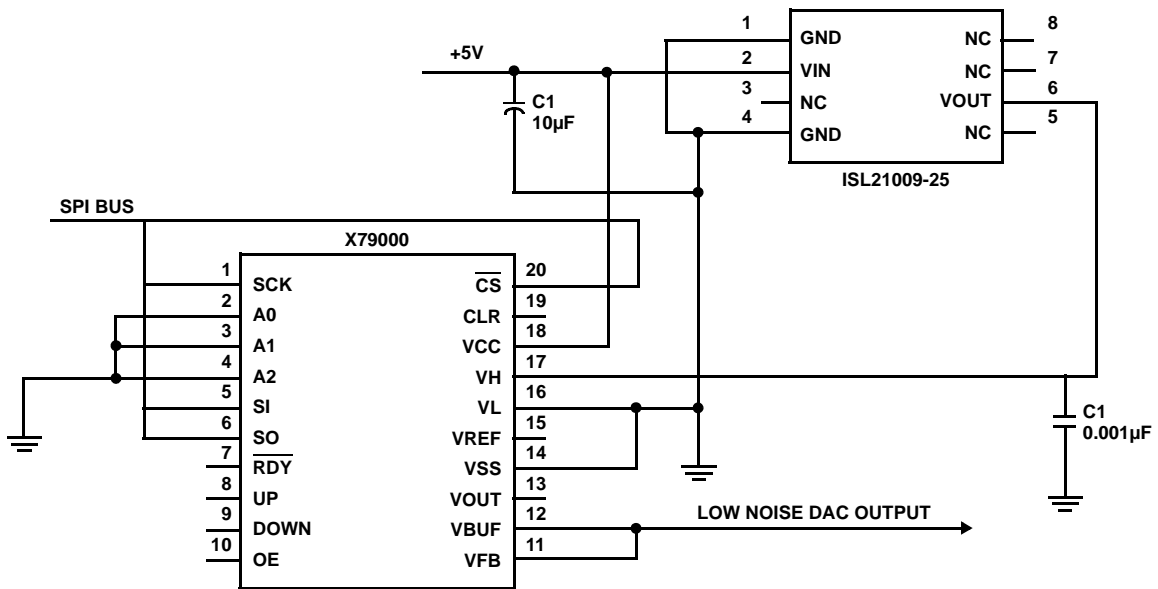 +5V
C1
10µF
1
GND
2
VIN
3
NC
4
GND
NC
8
NC
7
VOUT
6
NC
5
ISL21009-25
SPI BUS
X79000
1
SCK
2
A0
3
A1
4
A2
5
SI
6
SO
7
RDY
8
UP
9
DOWN
10
OE
CS
20
CLR
19
VCC
18
VH
17
VL
16
VREF
15
VSS
14
VOUT
13
VBUF
12
VFB
11
C1
0.001µF
LOW NOISE DAC OUTPUT